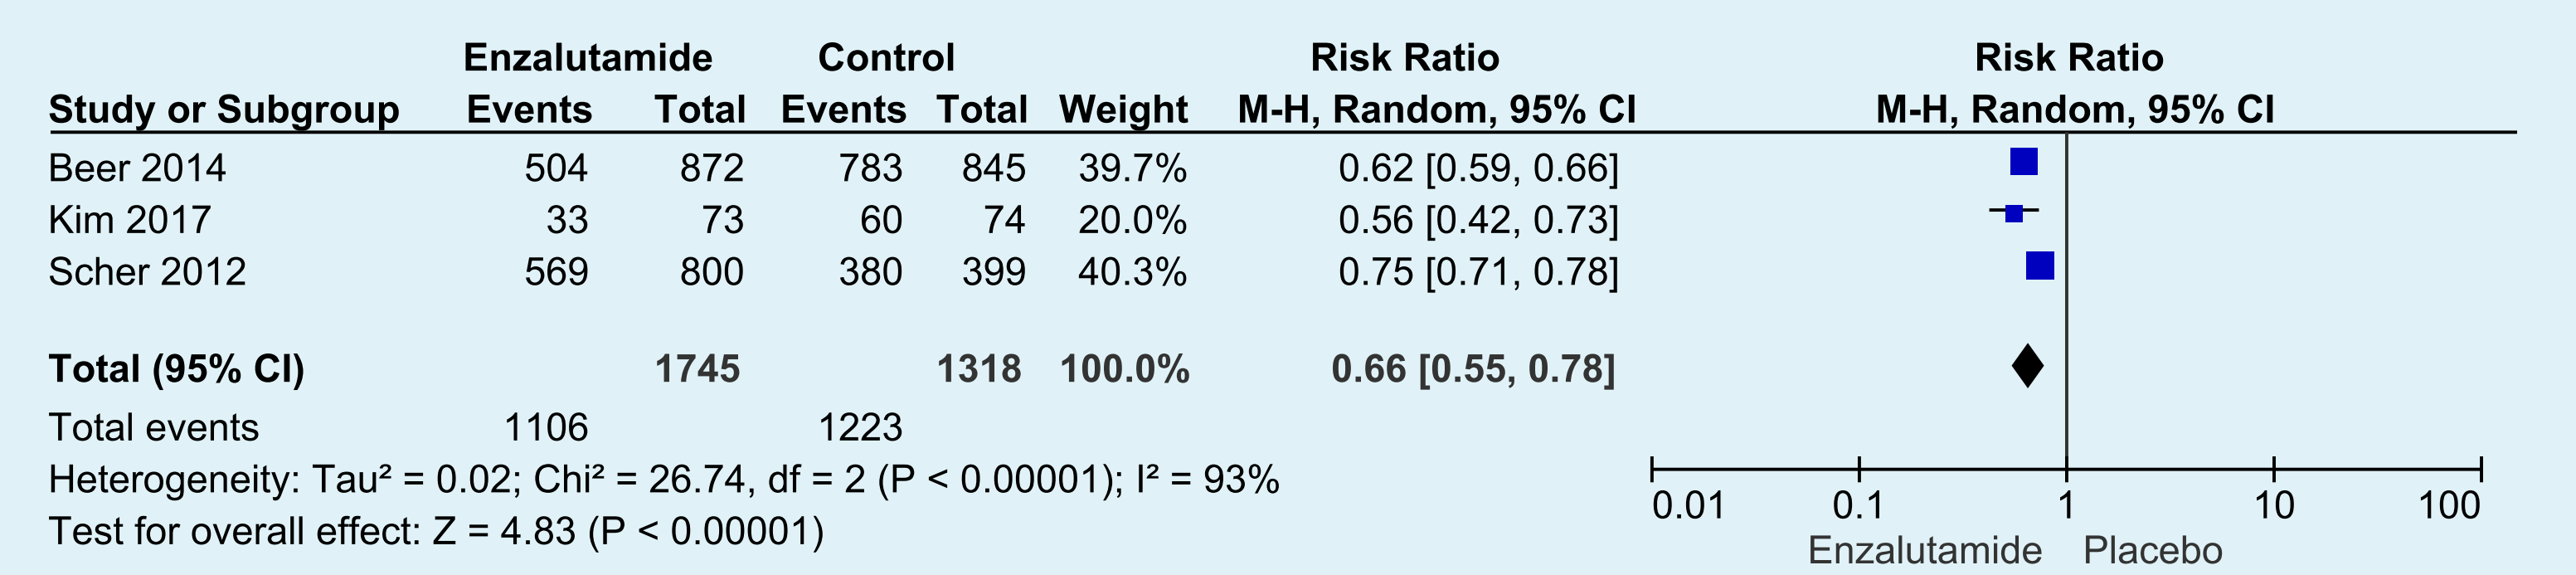 Enzalutamide Control Risk Ratio Risk Ratio
Study or Subgroup Events Total Events Total Weight M-H, Random, 95% CI M-H, Random, 95% CI
Beer 2014 504 872 783 845 39.7% 0.62 [0.59, 0.66]
Kim 2017 33 73 60 74 20.0% 0.56 [0.42, 0.73]
Scher 2012 569 800 380 399 40.3% 0.75 [0.71, 0.78]
Total (95% CI) 1745 1318 100.0% 0.66 [0.55, 0.78]
Total events 1106 1223
Heterogeneity: Tau² = 0.02; Chi² = 26.74, df = 2 (P < 0.00001); I² = 93%
Test for overall effect: Z = 4.83 (P < 0.00001)
0.01 0.1 1 10 100
Enzalutamide Placebo